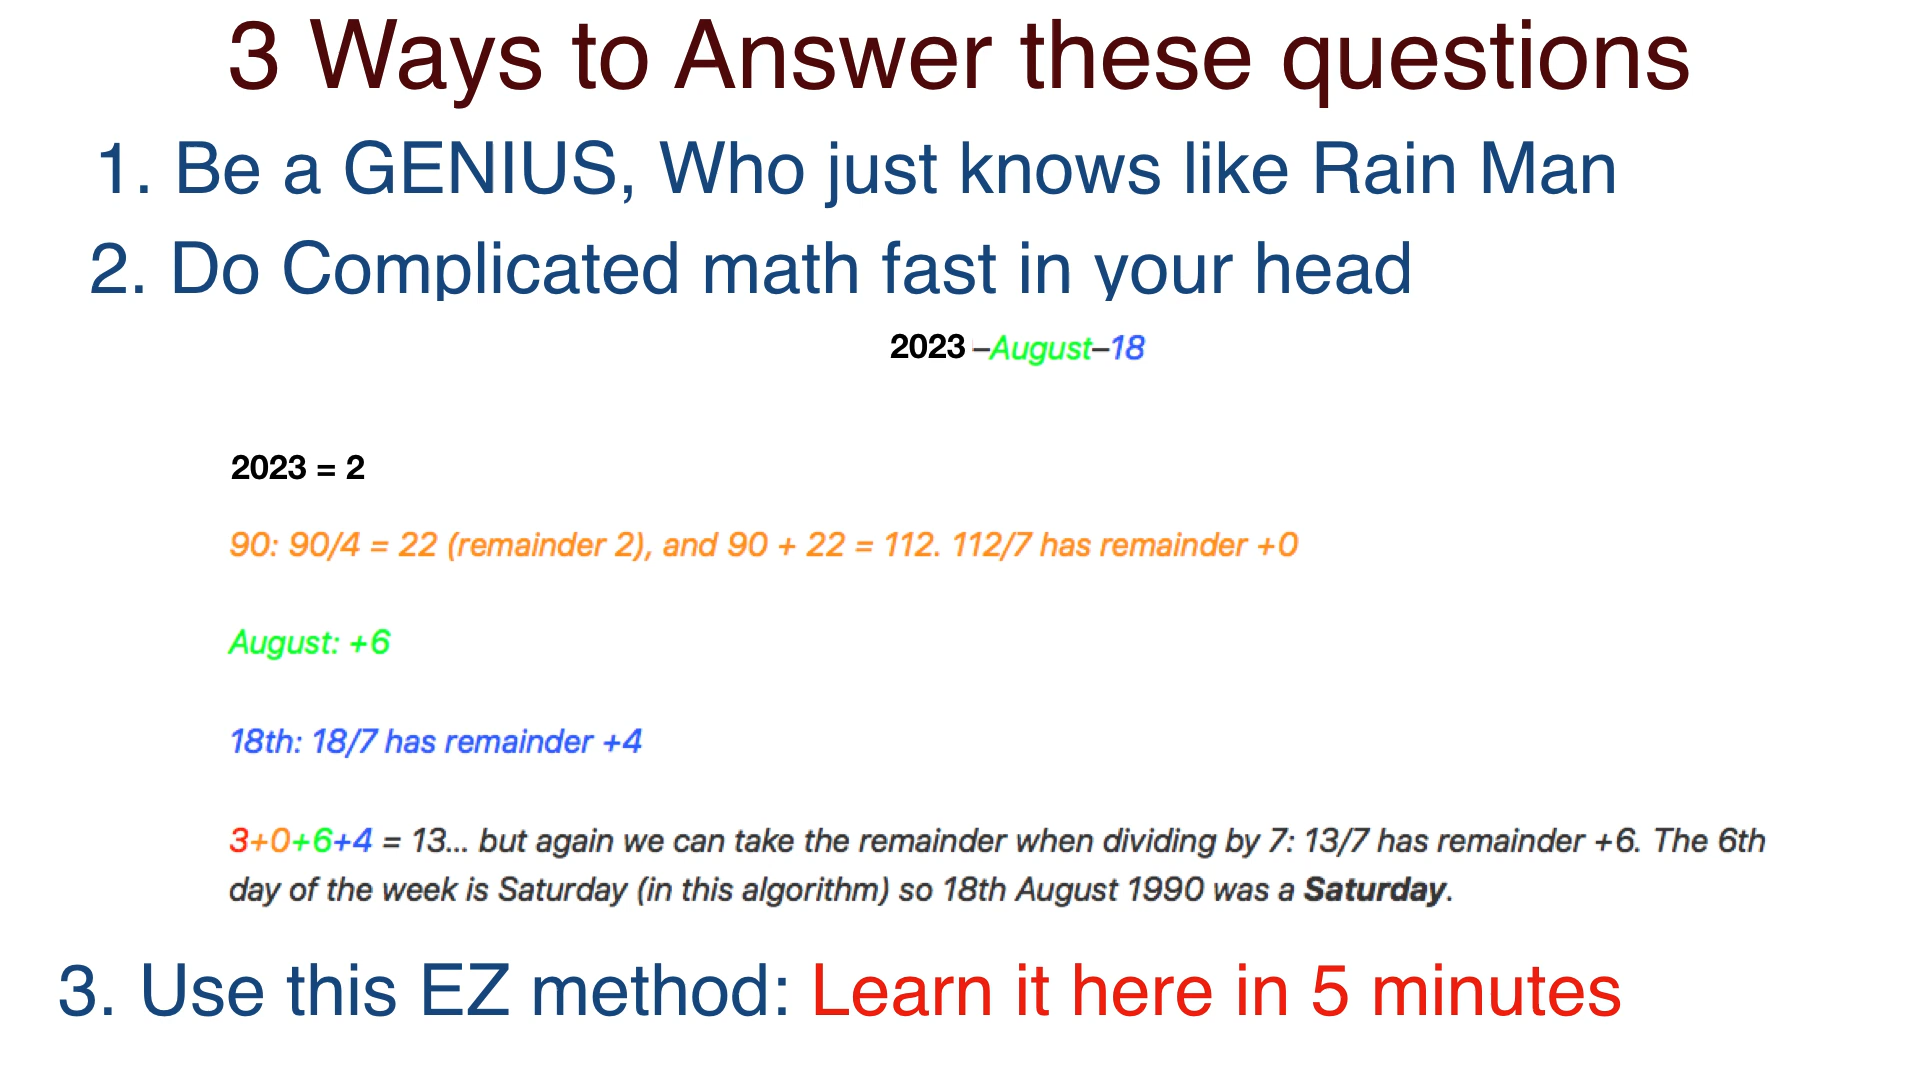 3 Ways to Answer these questions
1. Be a GENIUS, Who just knows like Rain Man
2. Do Complicated math fast in your head
2023 –August–18
2023 = 2
90: 90/4 = 22 (remainder 2), and 90 + 22 = 112. 112/7 has remainder +0
August: +6
18th: 18/7 has remainder +4
3+0+6+4 = 13... but again we can take the remainder when dividing by 7: 13/7 has remainder +6. The 6th
day of the week is Saturday (in this algorithm) so 18th August 1990 was a Saturday.
3. Use this EZ method: Learn it here in 5 minutes